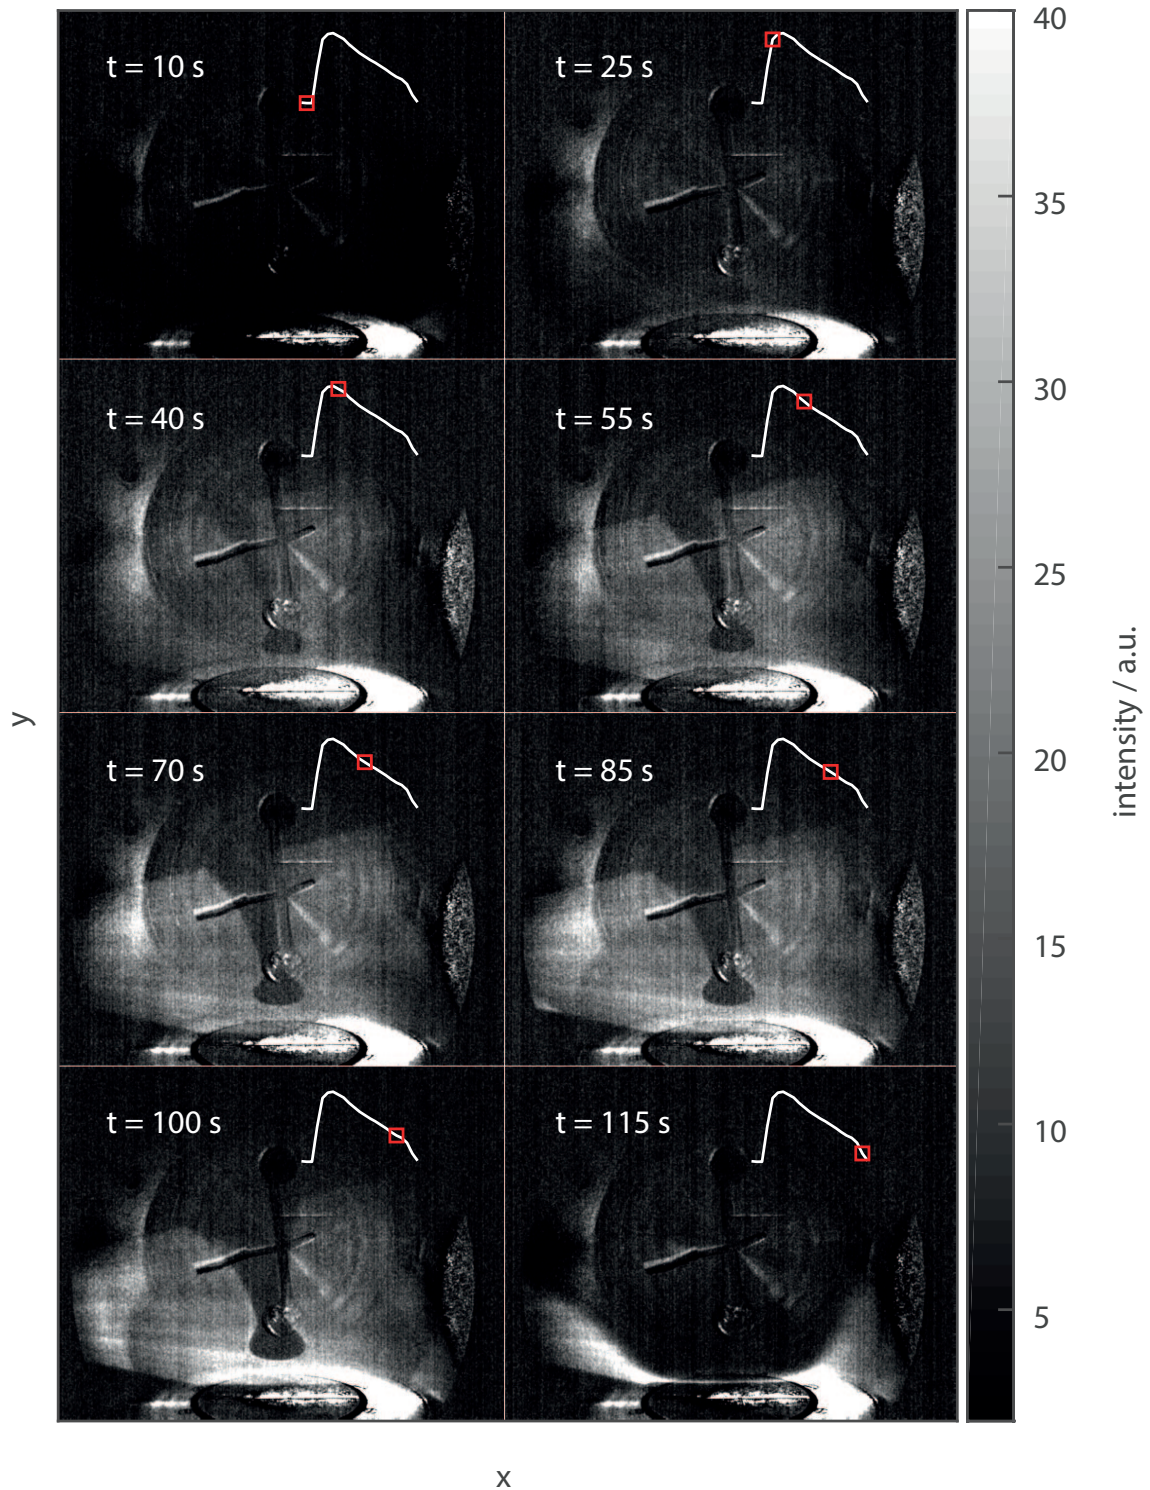 t = 10 s
t = 25 s
t = 40 s
t = 55 s
t = 70 s
t = 85 s
t = 100 s
t = 115 s
40
35
30
25
20
15
10
5
intensity / a.u.
y
x